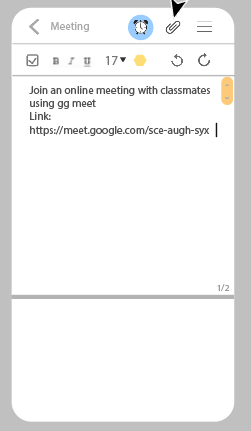 Meeting
B I U 17
Join an online meeting with classmates
using gg meet
Link:
https://meet.google.com/sce-augh-syx
1/2